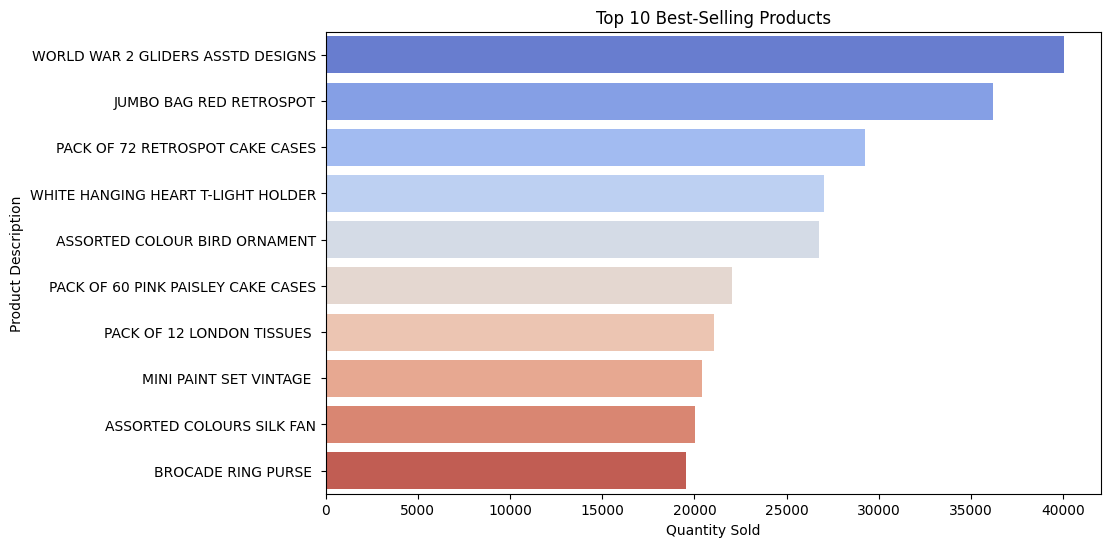 Top 10 Best-Selling Products
Product Description
WORLD WAR 2 GLIDERS ASSTD DESIGNS
JUMBO BAG RED RETROSPOT
PACK OF 72 RETROSPOT CAKE CASES
WHITE HANGING HEART T-LIGHT HOLDER
ASSORTED COLOUR BIRD ORNAMENT
PACK OF 60 PINK PAISLEY CAKE CASES
PACK OF 12 LONDON TISSUES
MINI PAINT SET VINTAGE
ASSORTED COLOURS SILK FAN
BROCADE RING PURSE
0 5000 10000 15000 20000 25000 30000 35000 40000
Quantity Sold